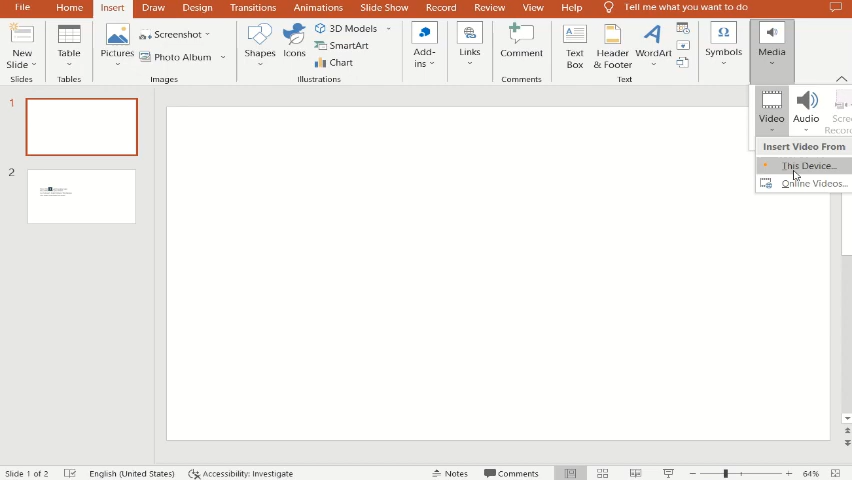 File Home Insert Draw Design Transitions Animations Slide Show Record Review View Help Tell me what you want to do
New Slide
Slides
Table
Tables
Pictures
Screenshot
Photo Album
Images
Shapes
Icons
3D Models
SmartArt
Chart
Illustrations
Add-ins
Links
Comment
Comments
Text Box
Header & Footer
WordArt
Text
Symbols
Media
Video
Audio
Insert Video From
This Device...
Online Videos...
1
2
Slide 1 of 2 English (United States) Accessibility: Investigate Notes Comments 64%